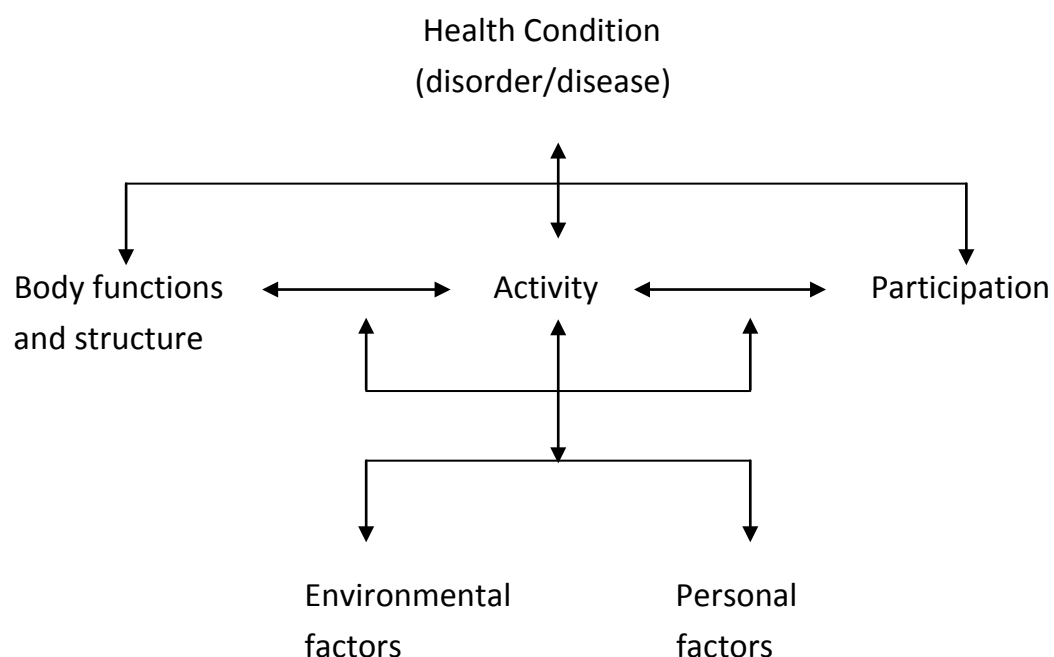 Health Condition
(disorder/disease)
Body functions
and structure
Activity
Participation
Environmental
factors
Personal
factors